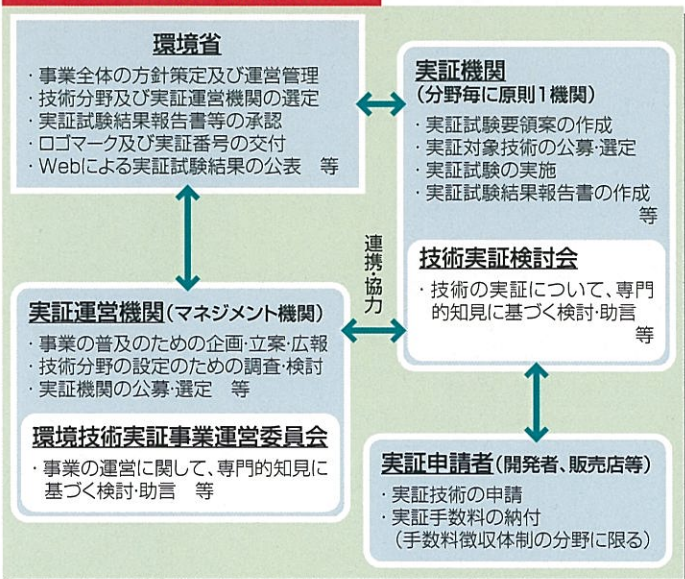 環境省
・事業全体の方針策定及び運営管理
・技術分野及び実証運営機関の選定
・実証試験結果報告書等の承認
・ロゴマーク及び実証番号の交付
・Webによる実証試験結果の公表　等
実証機関
(分野毎に原則1機関)
・実証試験要領案の作成
・実証対象技術の公募・選定
・実証試験の実施
・実証試験結果報告書の作成
等
技術実証検討会
・技術の実証について、専門
的知見に基づく検討・助言
等
連携・協力
実証運営機関(マネジメント機関)
・事業の普及のための企画・立案・広報
・技術分野の設定のための調査・検討
・実証機関の公募・選定　等
環境技術実証事業運営委員会
・事業の運営に関して、専門的知見に
基づく検討・助言　等
実証申請者(開発者、販売店等)
・実証技術の申請
・実証手数料の納付
(手数料徴収体制の分野に限る)